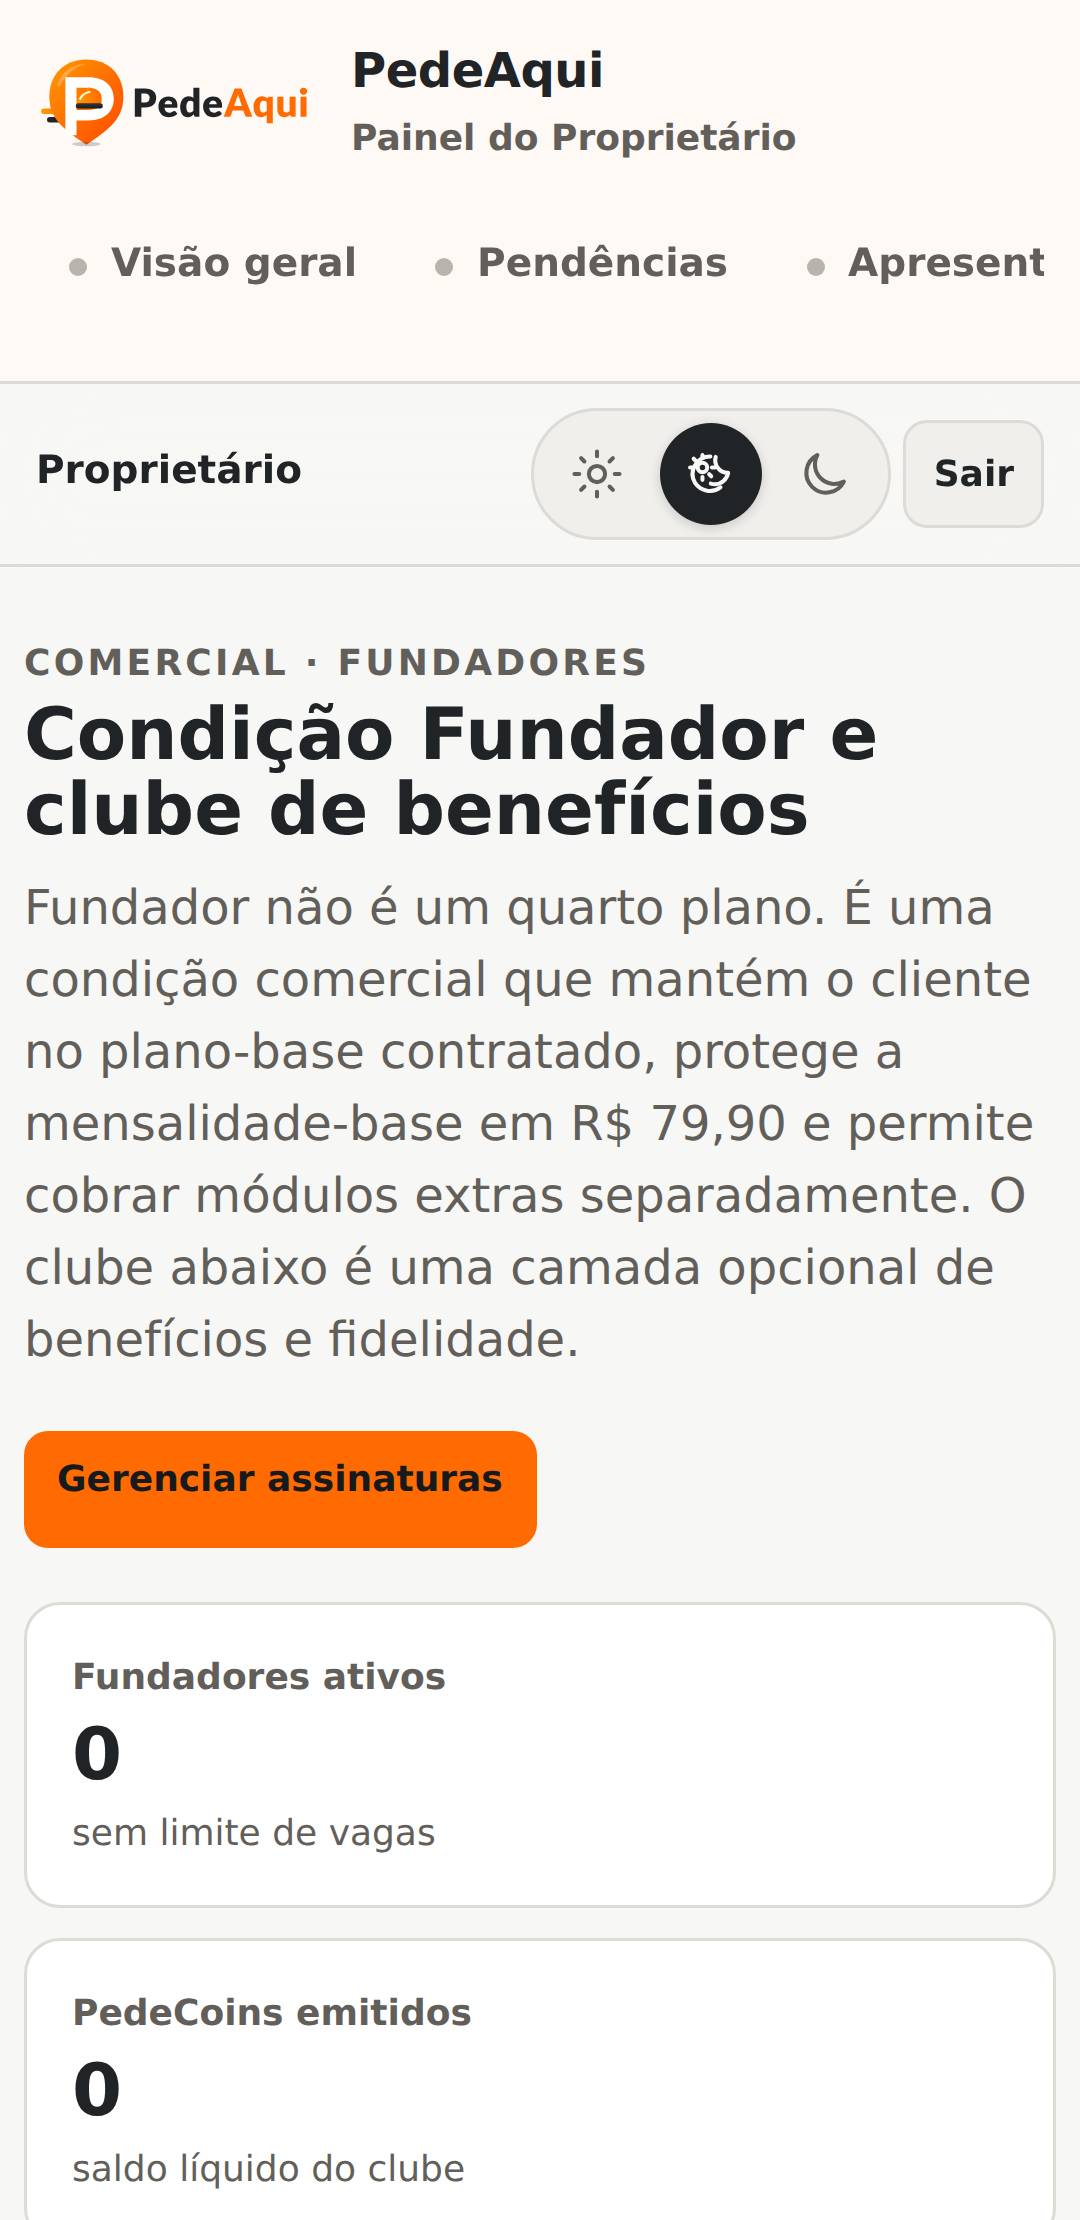 PedeAqui
PedeAqui
Painel do Proprietário
Visão geral
Pendências
Apresent
Proprietário
Sair
COMERCIAL · FUNDADORES
Condição Fundador e
clube de benefícios
Fundador não é um quarto plano. É uma
condição comercial que mantém o cliente
no plano-base contratado, protege a
mensalidade-base em R$ 79,90 e permite
cobrar módulos extras separadamente. O
clube abaixo é uma camada opcional de
benefícios e fidelidade.
Gerenciar assinaturas
Fundadores ativos
0
sem limite de vagas
PedeCoins emitidos
0
saldo líquido do clube